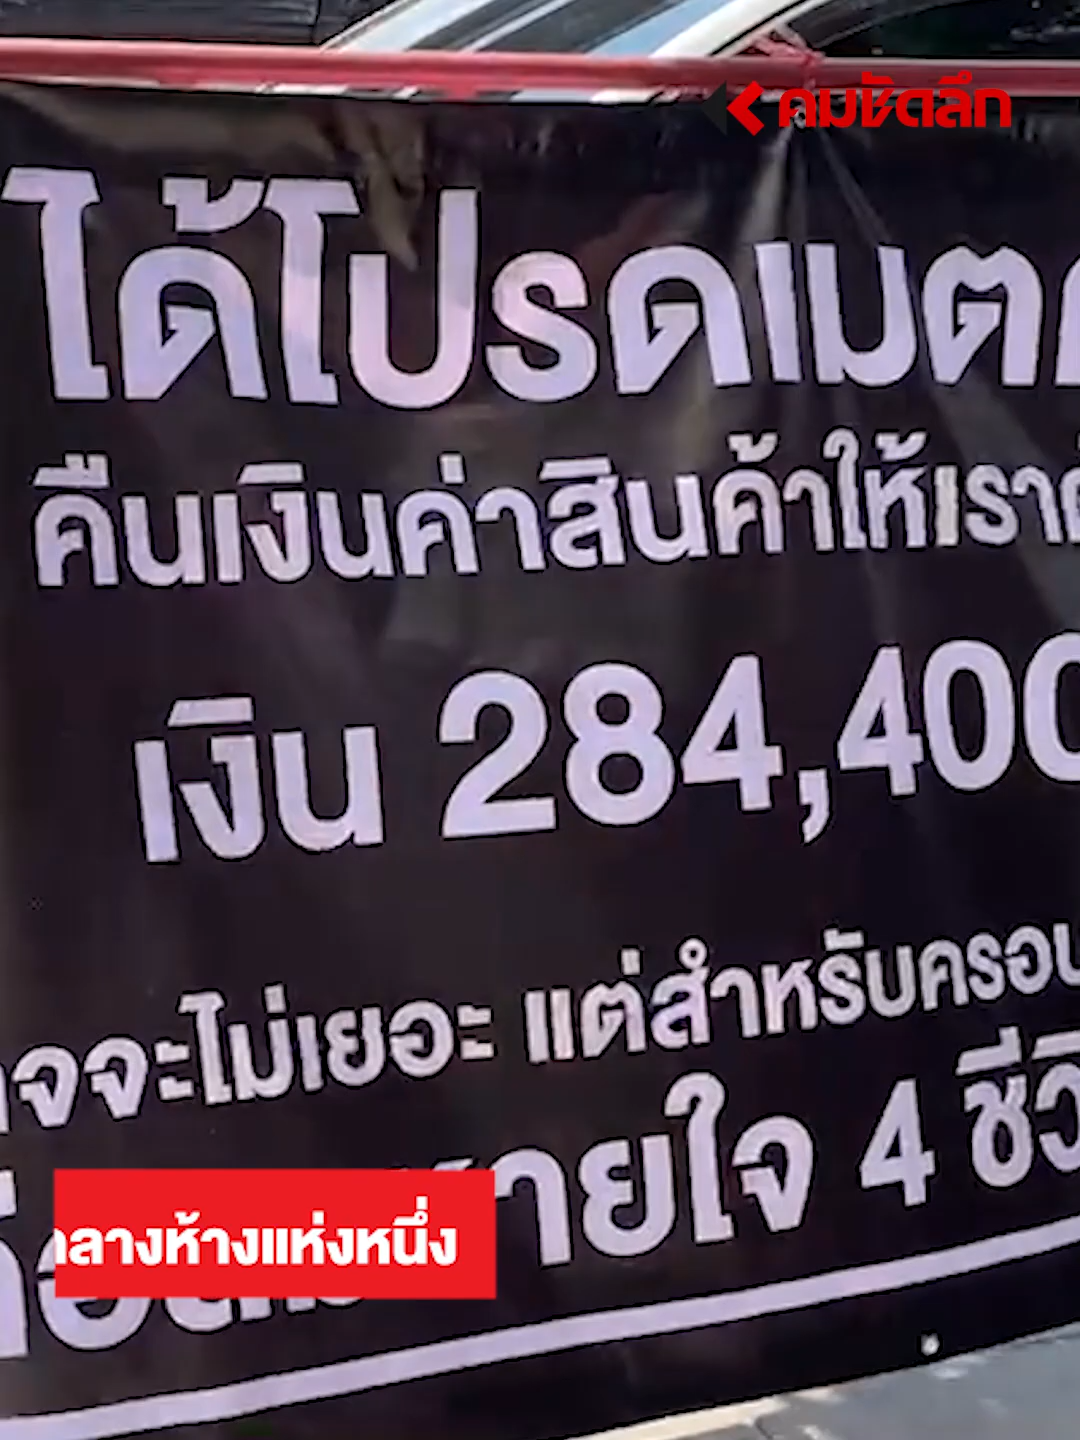 คมชัดลึก
ได้โปรดเมต
คืนเงินค่าสินค้าให้เรา
เงิน 284,400
จจะไม่เยอะ แต่สำหรับครอบ
หายใจ 4 ชีวิ
กลางห้างแห่งหนึ่ง